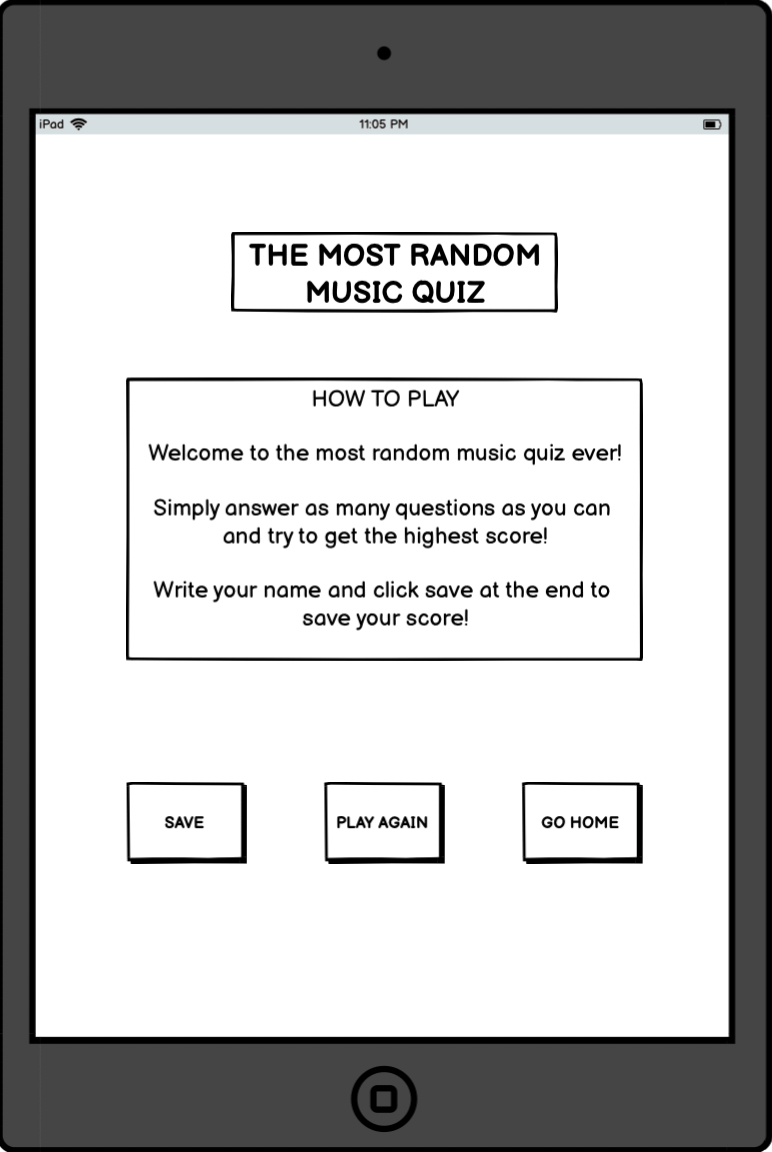 iPad
11:05 PM
THE MOST RANDOM
MUSIC QUIZ
HOW TO PLAY
Welcome to the most random music quiz ever!
Simply answer as many questions as you can
and try to get the highest score!
Write your name and click save at the end to
save your score!
SAVE
PLAY AGAIN
GO HOME